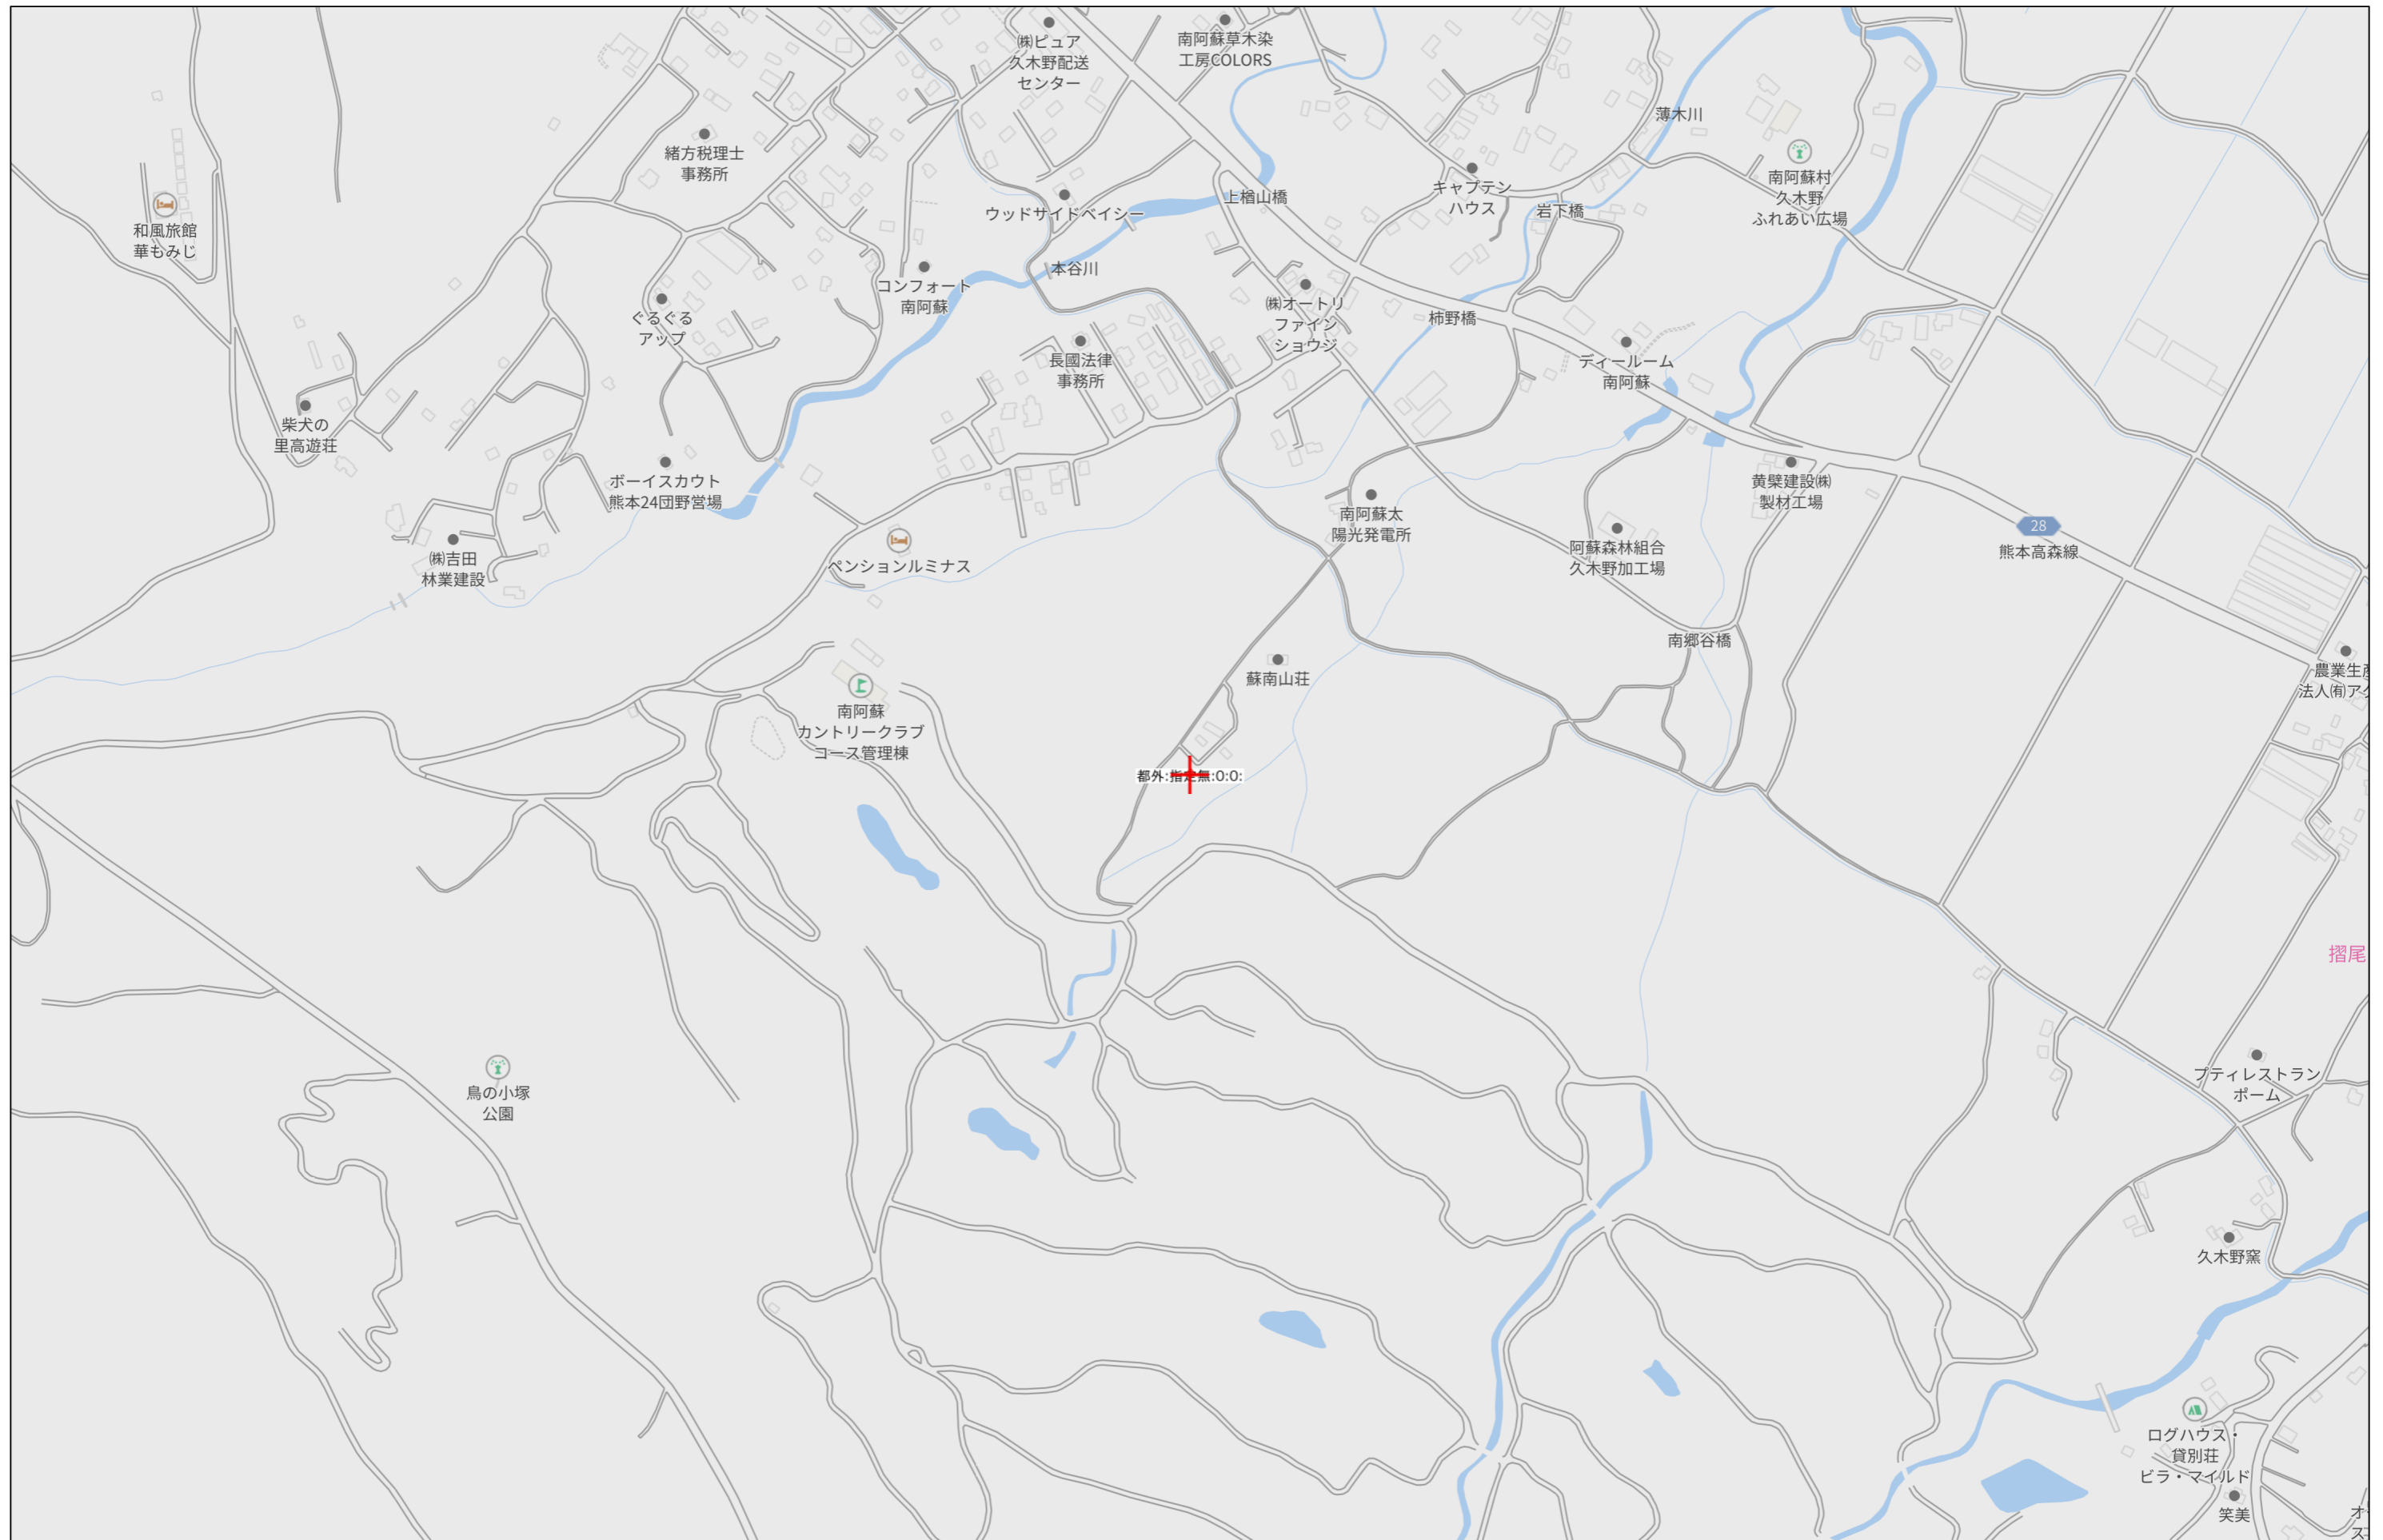 ㈱ピュア
久木野配送
センター
南阿蘇草木染
工房COLORS
薄木川
緒方税理士
事務所
南阿蘇村
久木野
ふれあい広場
キャプテン
ハウス
岩下橋
上楢山橋
ウッドサイドベイシー
和風旅館
華もみじ
本谷川
コンフォート
南阿蘇
㈱オートリ
ファイン
ショウジ
柿野橋
ぐるぐる
アップ
長國法律
事務所
ディールーム
南阿蘇
柴犬の
里高遊荘
ボーイスカウト
熊本24団野営場
黄檗建設㈱
製材工場
南阿蘇太
陽光発電所
28
熊本高森線
阿蘇森林組合
久木野加工場
㈱吉田
林業建設
ペンションルミナス
南郷谷橋
蘇南山荘
農業生産
法人㈲アグ
南阿蘇
カントリークラブ
コース管理棟
都外:指定無:0:0:
摺尾
プティレストラン
ポーム
鳥の小塚
公園
久木野窯
ログハウス・
貸別荘
ビラ・マイルド
笑美